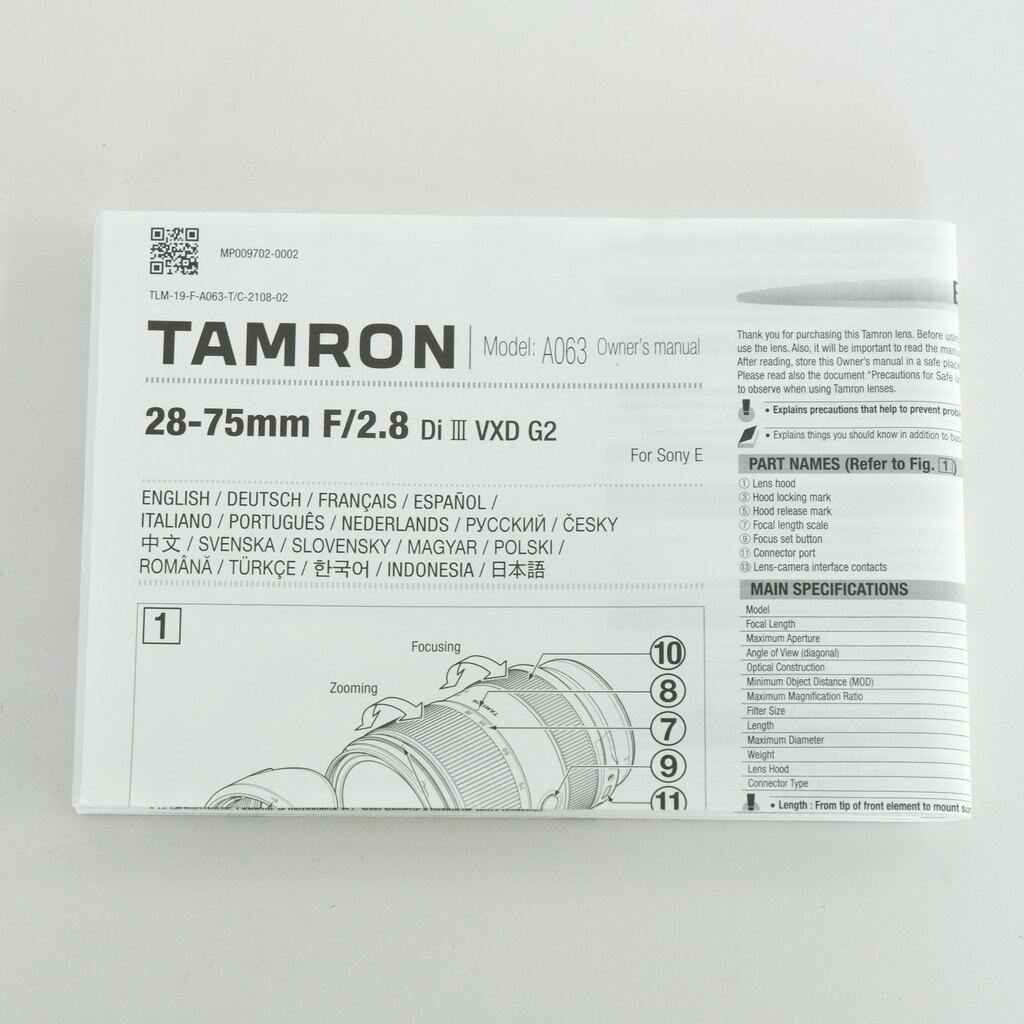 MP009702-0002
TLM-19-F-A063-T/C-2108-02
TAMRON Model: A063 Owner's manual
28-75mm F/2.8 Di III VXD G2
For Sony E
ENGLISH / DEUTSCH / FRANÇAIS / ESPAÑOL /
ITALIANO / PORTUGUÊS / NEDERLANDS / РУССКИЙ / ČESKY
中文 / SVENSKA / SLOVENSKY / MAGYAR / POLSKI /
ROMÂNĂ / TÜRKÇE / 한국어 / INDONESIA / 日本語
1
Focusing
Zooming
10
8
7
9
11
TAMRON
Thank you for purchasing this Tamron lens. Before using
use the lens. Also, it will be important to read the
After reading, store this Owner's manual in a safe place
Please read also the document "Precautions for Safe
to observe when using Tamron lenses.
• Explains precautions that help to prevent
• Explains things you should know in addition to
PART NAMES (Refer to Fig. 1)
① Lens hood
③ Hood locking mark
⑤ Hood release mark
⑦ Focal length scale
⑨ Focus set button
⑪ Connector port
⑬ Lens-camera interface contacts
MAIN SPECIFICATIONS
Model
Focal Length
Maximum Aperture
Angle of View (diagonal)
Optical Construction
Minimum Object Distance (MOD)
Maximum Magnification Ratio
Filter Size
Length
Maximum Diameter
Weight
Lens Hood
Connector Type
• Length : From tip of front element to mount